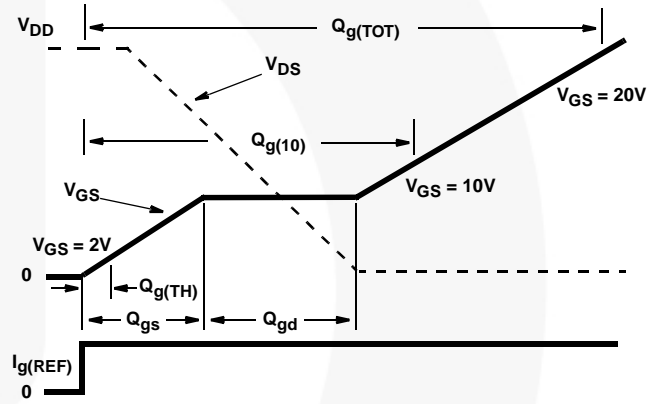 V_DD
Q_g(TOT)
V_DS
V_GS = 20V
Q_g(10)
V_GS
V_GS = 10V
V_GS = 2V
0
Q_g(TH)
Q_gs
Q_gd
I_g(REF)
0